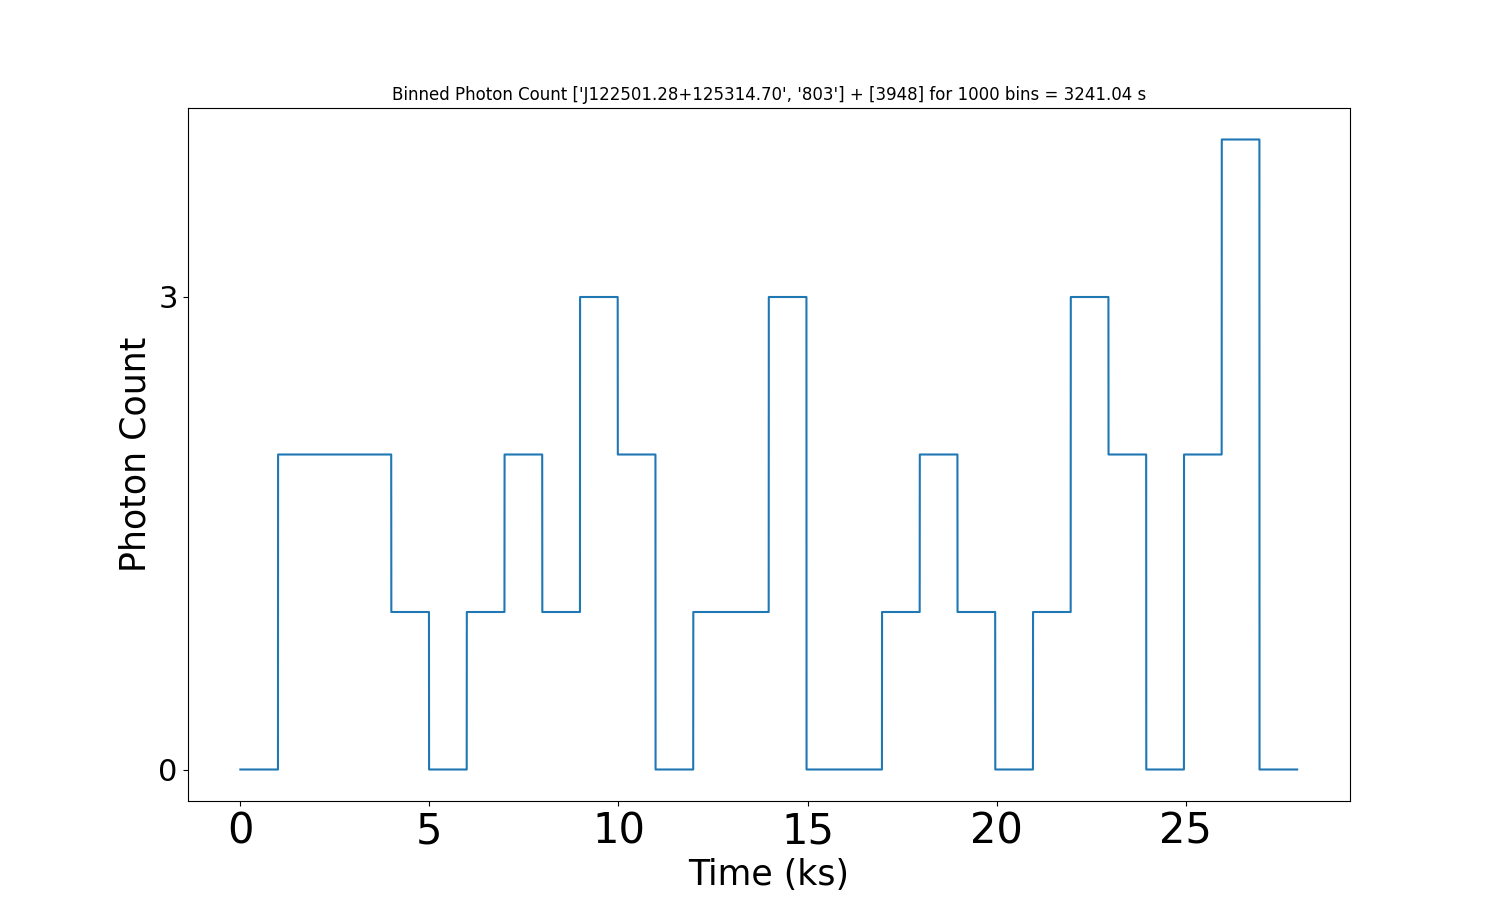 Binned Photon Count ['J122501.28+125314.70', '803'] + [3948] for 1000 bins = 3241.04 s
3
0
Photon Count
0 5 10 15 20 25
Time (ks)